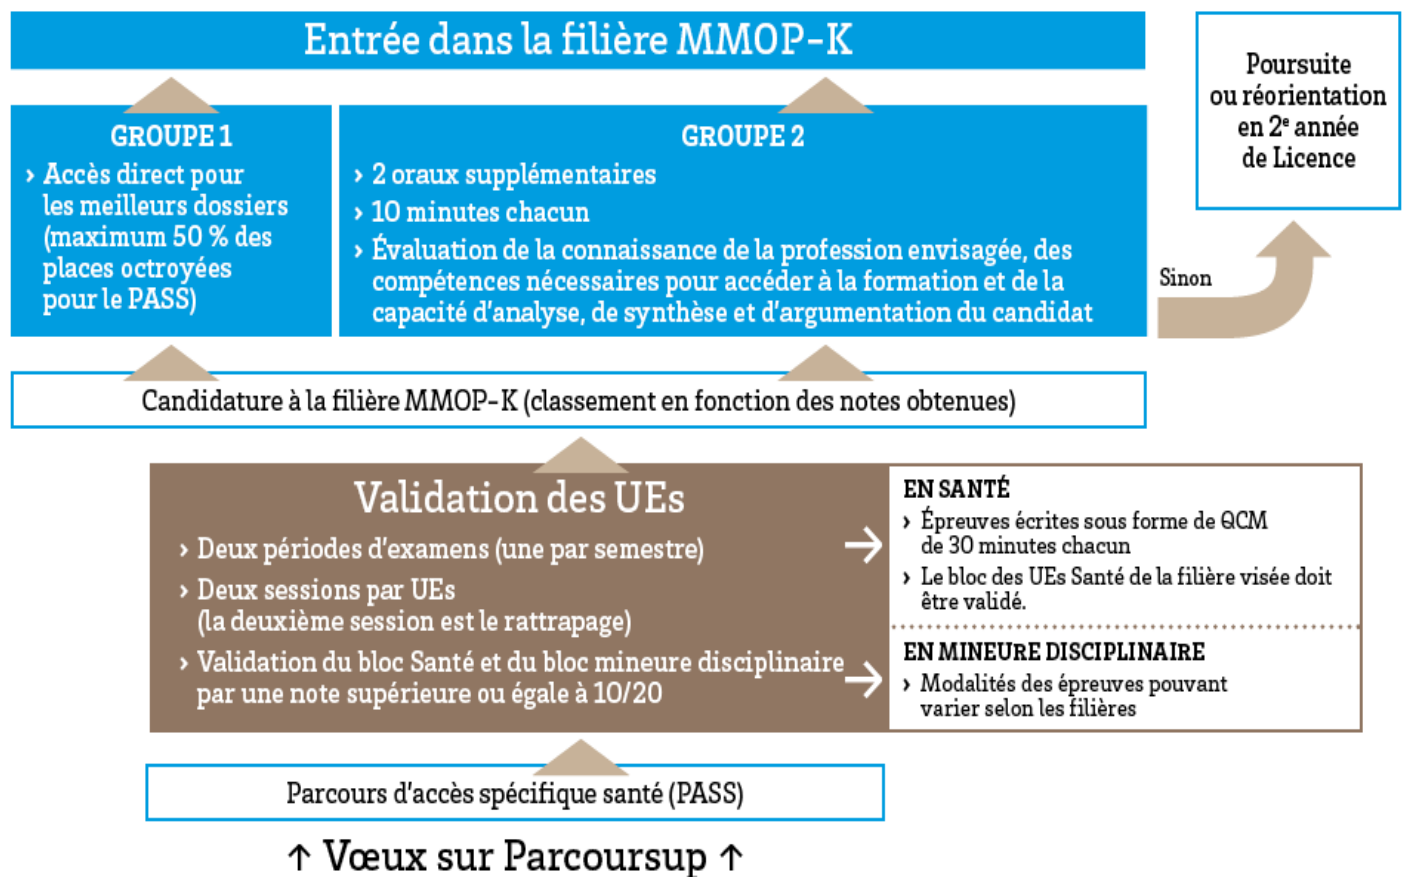 Entrée dans la filière MMOP-K
GROUPE 1
› Accès direct pour
les meilleurs dossiers
(maximum 50 % des
places octroyées
pour le PASS)
GROUPE 2
› 2 oraux supplémentaires
› 10 minutes chacun
› Évaluation de la connaissance de la profession envisagée, des
compétences nécessaires pour accéder à la formation et de la
capacité d'analyse, de synthèse et d'argumentation du candidat
Poursuite
ou réorientation
en 2e année
de Licence
Sinon
Candidature à la filière MMOP-K (classement en fonction des notes obtenues)
Validation des UEs
› Deux périodes d'examens (une par semestre)
› Deux sessions par UEs
(la deuxième session est le rattrapage)
› Validation du bloc Santé et du bloc mineure disciplinaire
par une note supérieure ou égale à 10/20
EN SANTÉ
› Épreuves écrites sous forme de QCM
de 30 minutes chacun
› Le bloc des UEs Santé de la filière visée doit
être validé.
EN MINEURE DISCIPLINAIRE
› Modalités des épreuves pouvant
varier selon les filières
Parcours d'accès spécifique santé (PASS)
↑ Vœux sur Parcoursup ↑